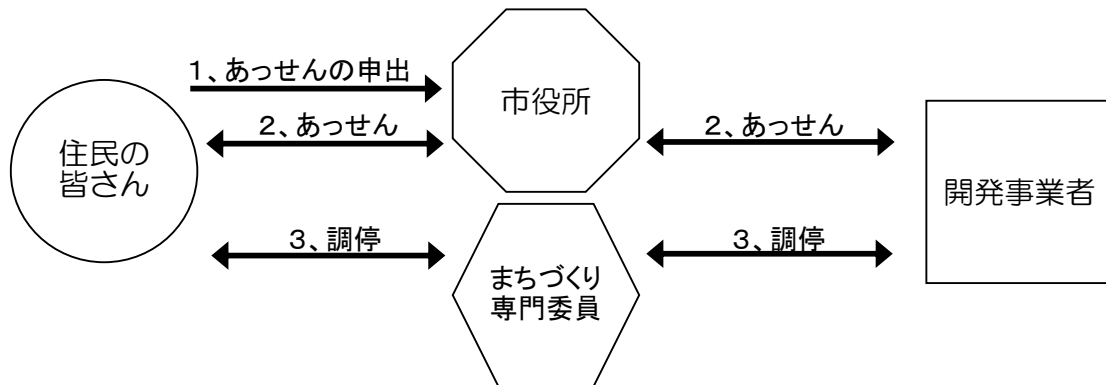 1、あっせんの申出
市役所
2、あっせん
2、あっせん
住民の
皆さん
開発事業者
3、調停
3、調停
まちづくり
専門委員